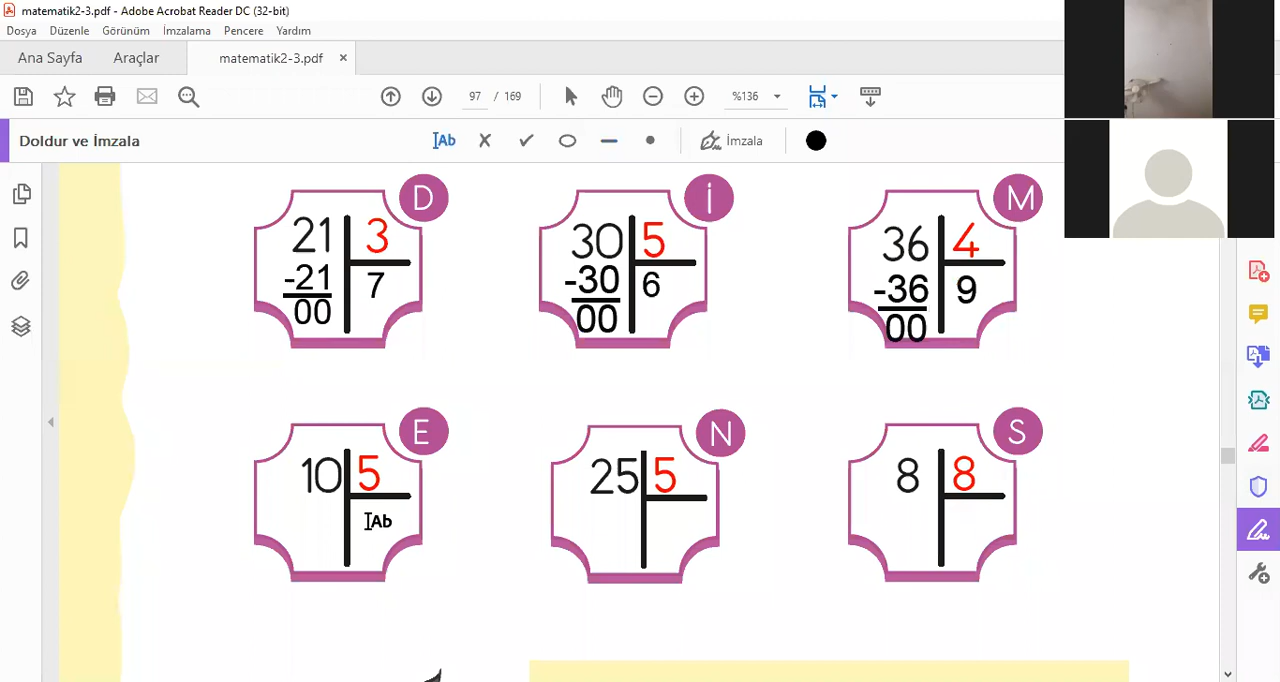 matematik2-3.pdf - Adobe Acrobat Reader DC (32-bit)
Dosya Düzenle Görünüm İmzalama Pencere Yardım
Ana Sayfa Araçlar matematik2-3.pdf ×
97 / 169 %136
Doldur ve İmzala Ab İmzala
D İ M
21 3 30 5 36 4
-21 7 -30 6 -36 9
00 00 00
E N S
10 5 25 5 8 8
Ab